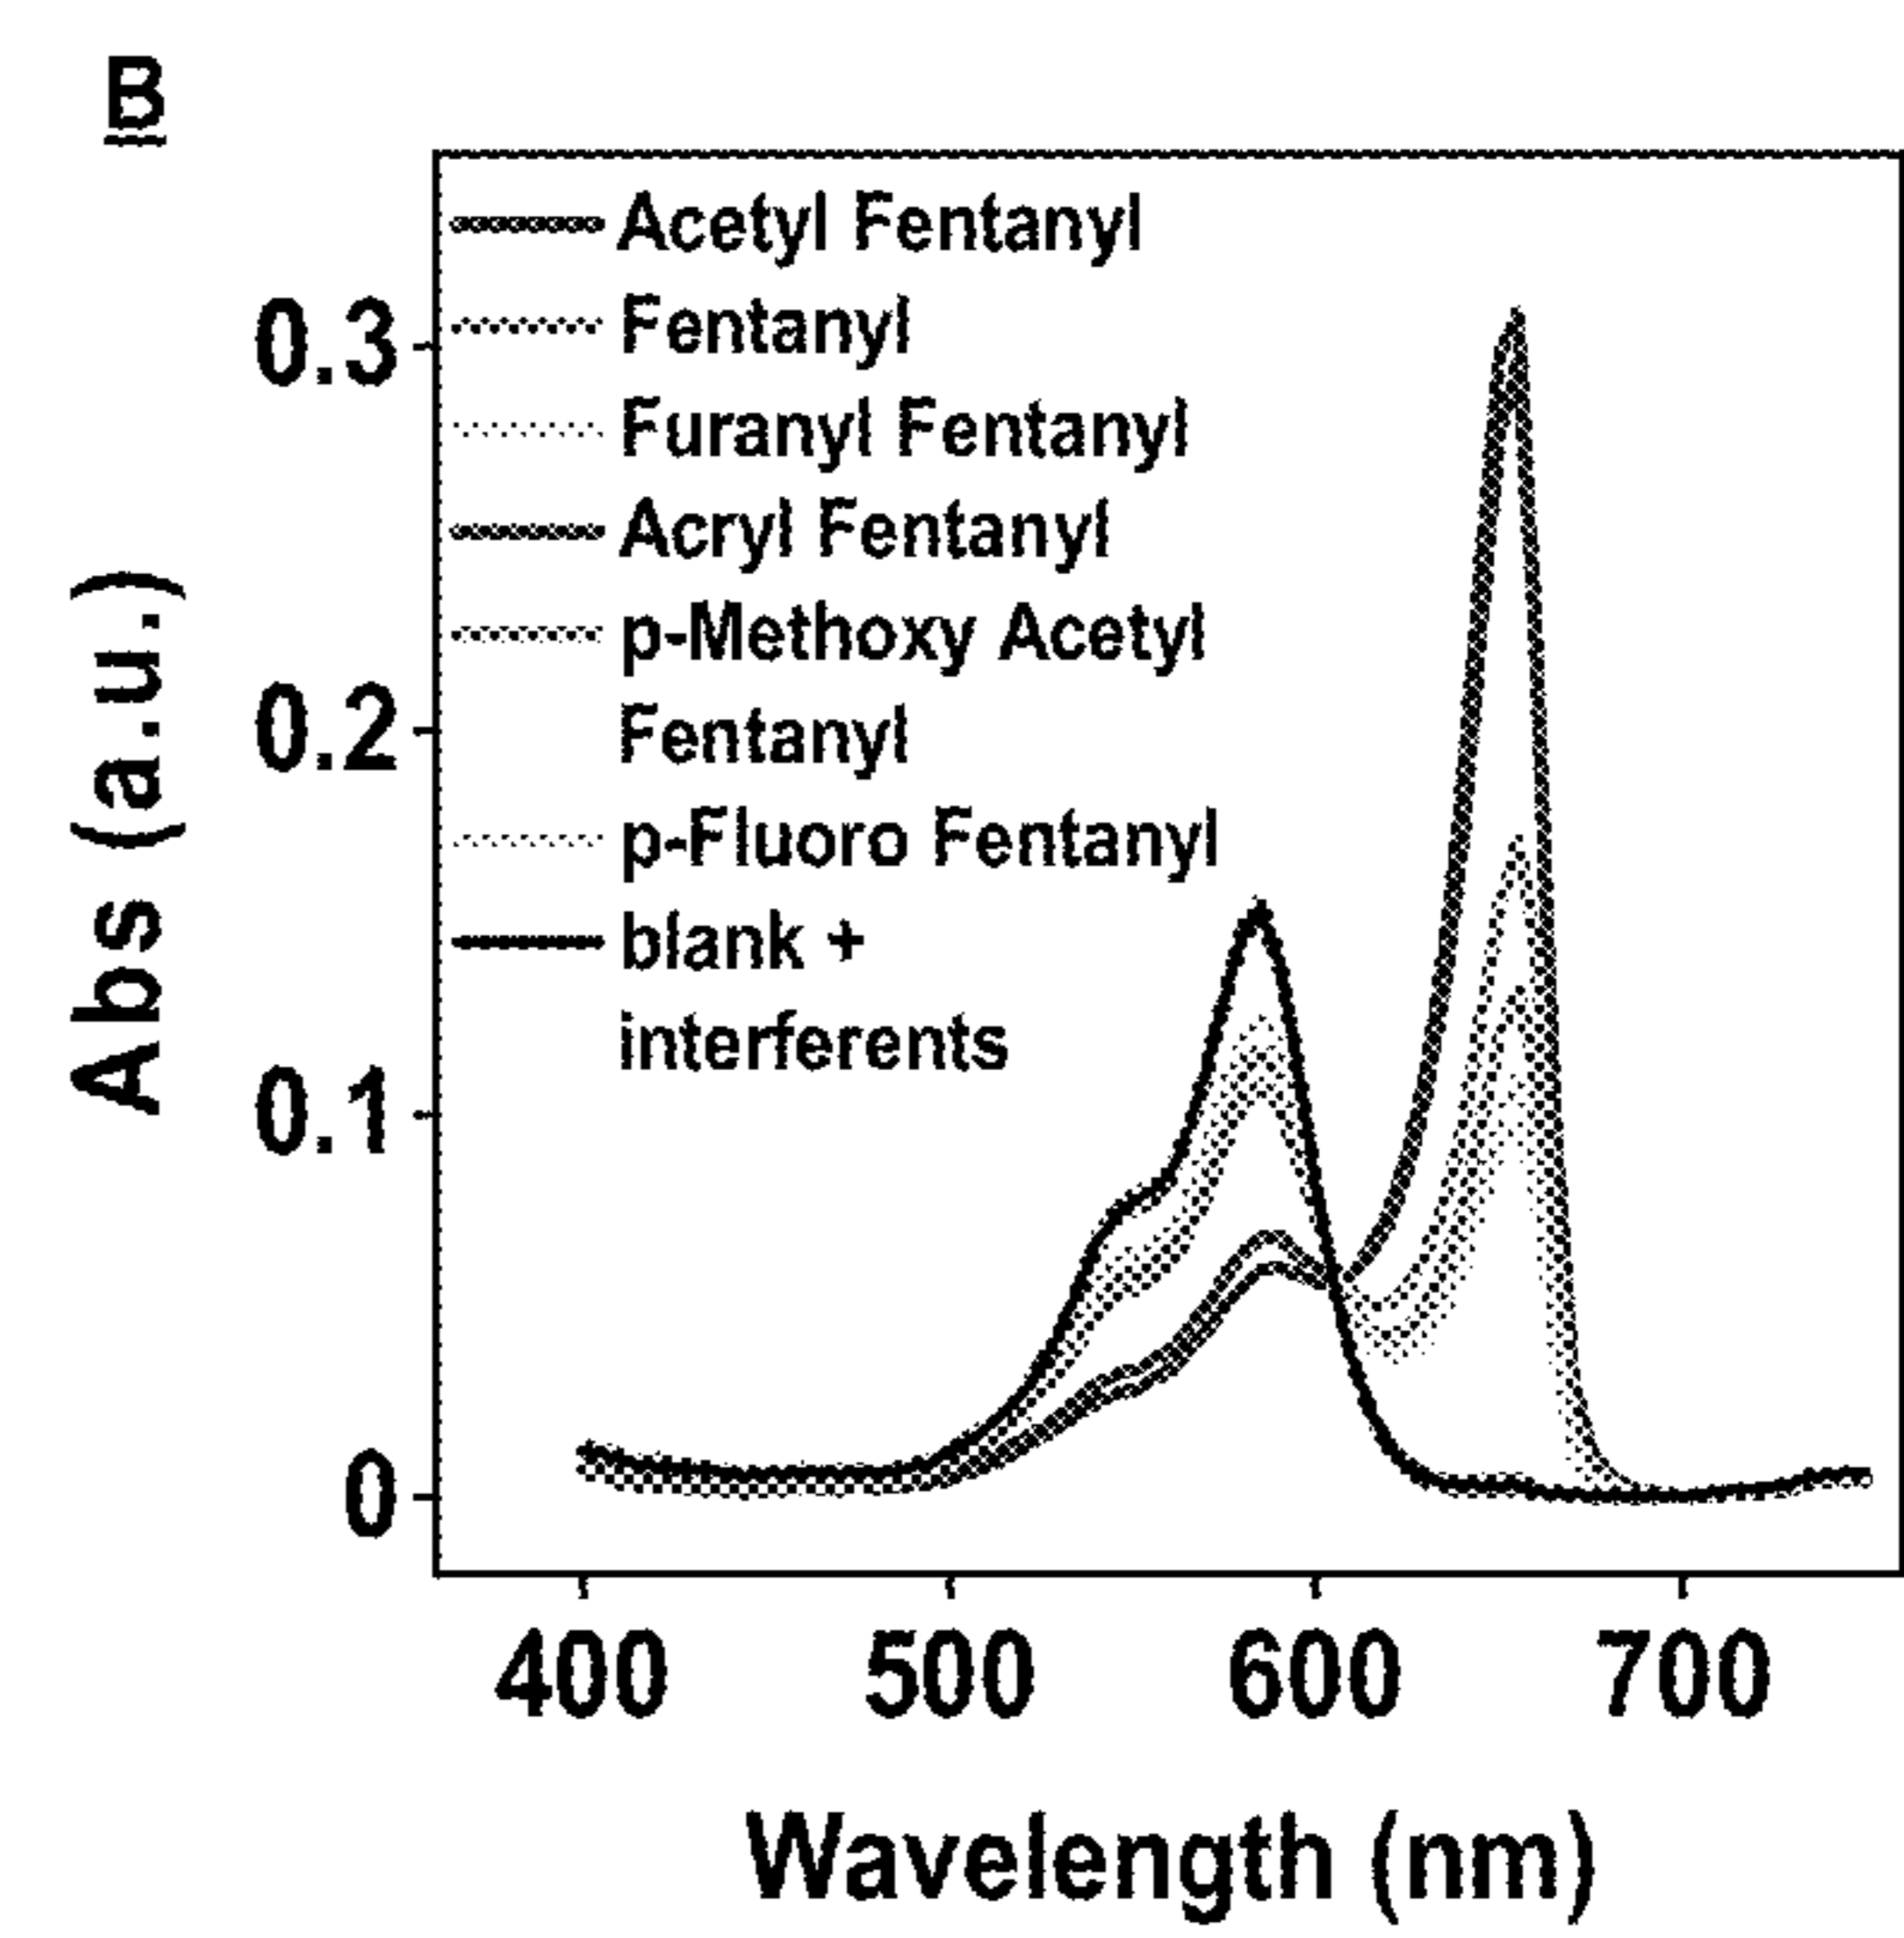 B
Acetyl Fentanyl
Fentanyl
Furanyl Fentanyl
Acryl Fentanyl
p-Methoxy Acetyl
Fentanyl
p-Fluoro Fentanyl
blank +
interferents
0.3
0.2
0.1
0
Abs (a.u.)
400 500 600 700
Wavelength (nm)